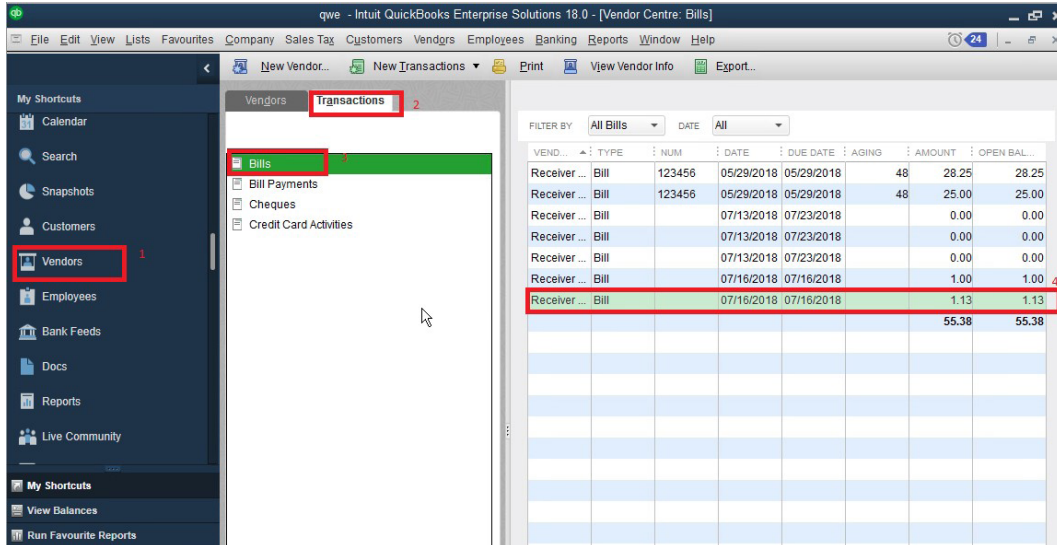 qb qwe - Intuit QuickBooks Enterprise Solutions 18.0 - [Vendor Centre: Bills]
File Edit View Lists Favourites Company Sales Tax Customers Vendors Employees Banking Reports Window Help 24
New Vendor... New Transactions Print View Vendor Info Export...
My Shortcuts
Calendar
Search
Snapshots
Customers
Vendors 1
Employees
Bank Feeds
Docs
Reports
Live Community
My Shortcuts
View Balances
Run Favourite Reports
Vendors Transactions 2
Bills 3
Bill Payments
Cheques
Credit Card Activities
FILTER BY All Bills DATE All
VEND... TYPE NUM DATE DUE DATE AGING AMOUNT OPEN BAL...
Receiver ... Bill 123456 05/29/2018 05/29/2018 48 28.25 28.25
Receiver ... Bill 123456 05/29/2018 05/29/2018 48 25.00 25.00
Receiver ... Bill 07/13/2018 07/23/2018 0.00 0.00
Receiver ... Bill 07/13/2018 07/23/2018 0.00 0.00
Receiver ... Bill 07/13/2018 07/23/2018 0.00 0.00
Receiver ... Bill 07/16/2018 07/16/2018 1.00 1.00 4
Receiver ... Bill 07/16/2018 07/16/2018 1.13 1.13
55.38 55.38